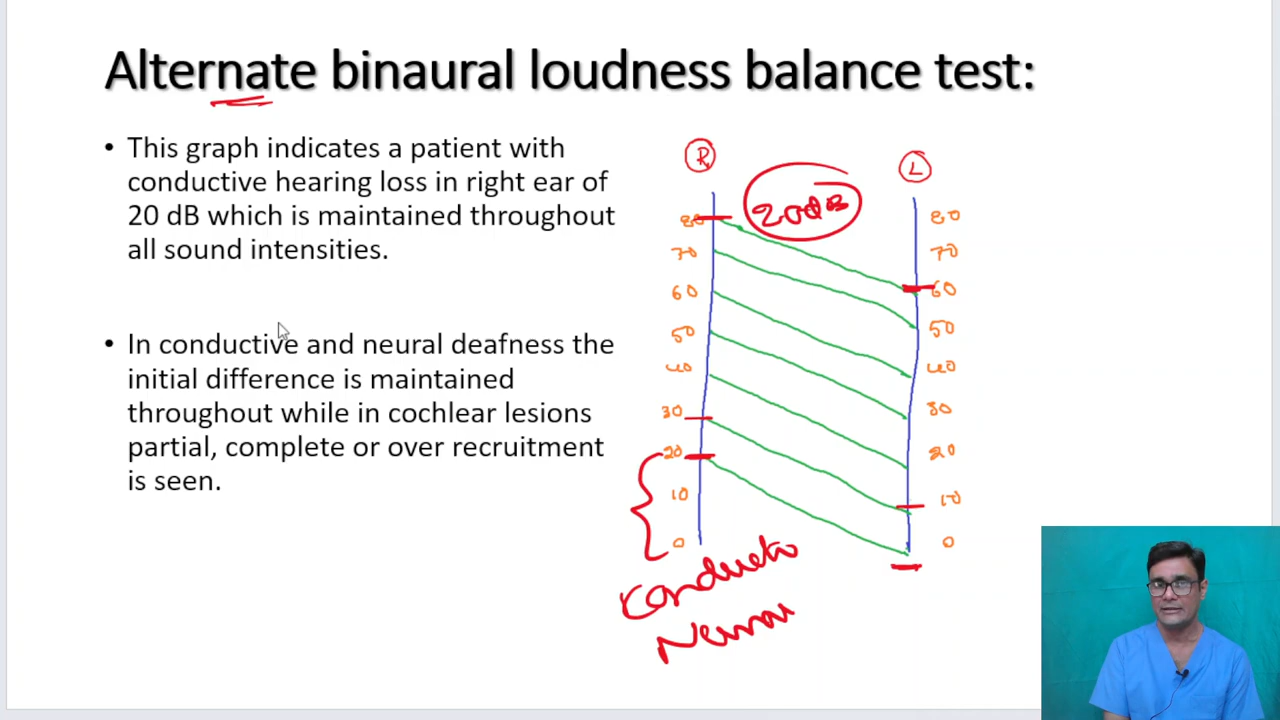 Alternate binaural loudness balance test:
• This graph indicates a patient with
conductive hearing loss in right ear of
20 dB which is maintained throughout
all sound intensities.
• In conductive and neural deafness the
initial difference is maintained
throughout while in cochlear lesions
partial, complete or over recruitment
is seen.
R
L
20dB
80
70
60
50
40
30
20
10
0
80
70
60
50
40
30
20
10
0